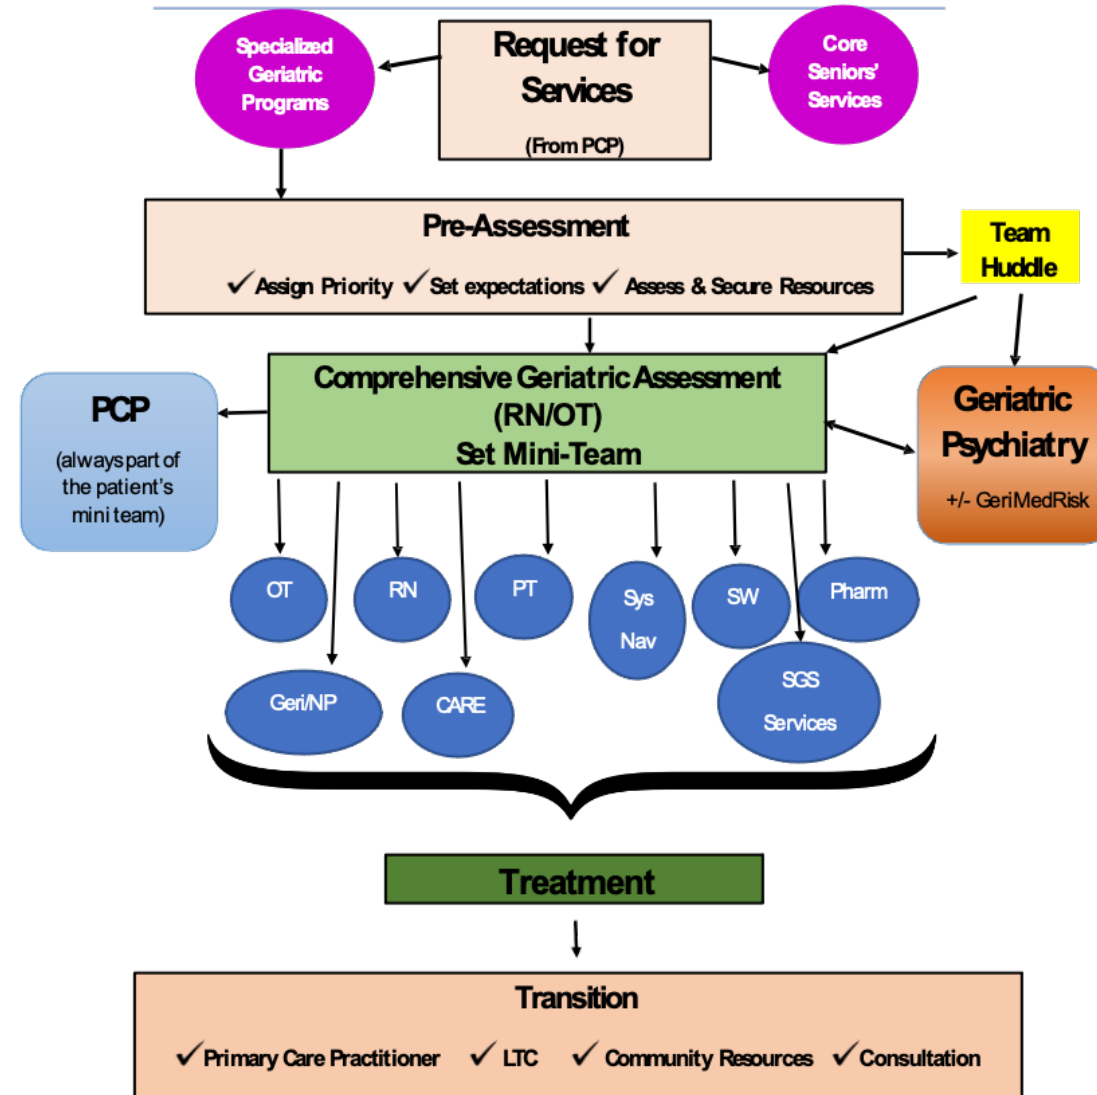 Specialized
Geriatric
Programs
Request for
Services
(From PCP)
Core
Seniors'
Services
Pre-Assessment
✓Assign Priority ✓Set expectations ✓ Assess & Secure Resources
Team
Huddle
PCP
(always part of
the patient's
mini team)
Comprehensive Geriatric Assessment
(RN/OT)
Set Mini-Team
Geriatric
Psychiatry
+/- GeriMedRisk
OT
RN
PT
Sys
Nav
SW
Pharm
Geri/NP
CARE
SGS
Services
Treatment
Transition
✓Primary Care Practitioner ✓ LTC ✓ Community Resources ✓Consultation